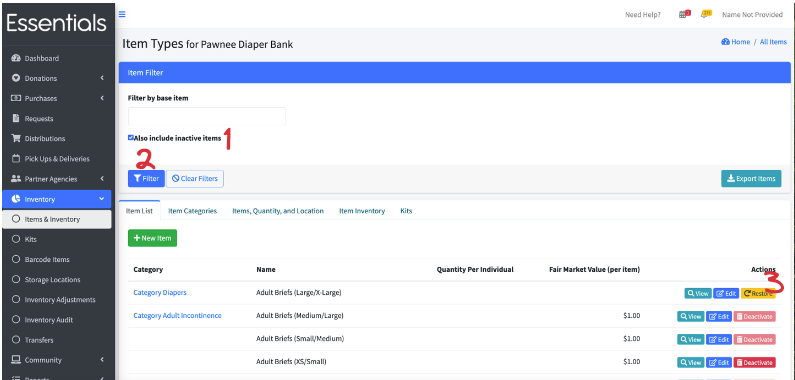 Essentials
Need Help?
Name Not Provided
Item Types for Pawnee Diaper Bank
Home / All Items
Dashboard
Donations
Purchases
Requests
Distributions
Pick Ups & Deliveries
Partner Agencies
Inventory
Items & Inventory
Kits
Barcode Items
Storage Locations
Inventory Adjustments
Inventory Audit
Transfers
Community
Item Filter
Filter by base item
Also include inactive items 1
2
Filter Clear Filters Export Items
Item List Item Categories Items, Quantity, and Location Item Inventory Kits
+ New Item
Category Name Quantity Per Individual Fair Market Value (per item) Actions
3
Category Diapers Adult Briefs (Large/X-Large) View Edit Restore
Category Adult Incontinence Adult Briefs (Medium/Large) $1.00 View Edit Deactivate
Adult Briefs (Small/Medium) $1.00 View Edit Deactivate
Adult Briefs (XS/Small) $1.00 View Edit Deactivate